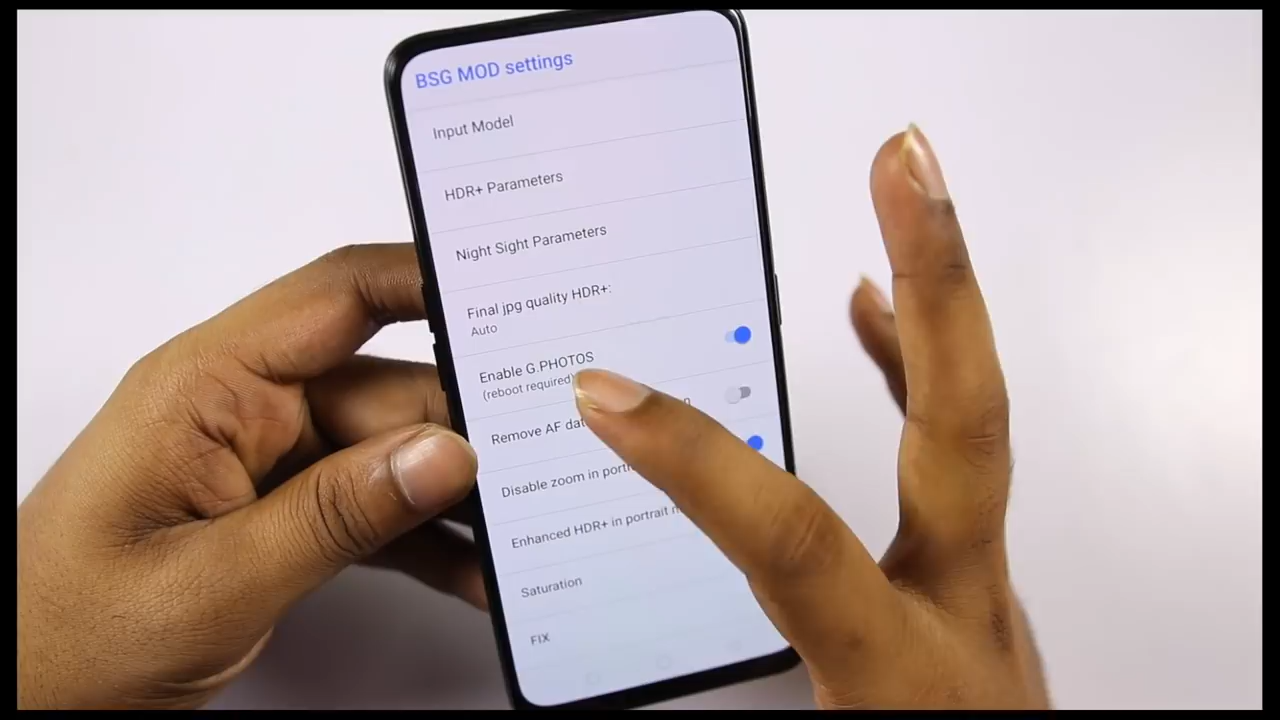 BSG MOD settings
Input Model
HDR+ Parameters
Night Sight Parameters
Final jpg quality HDR+:
Auto
Enable G.PHOTOS
(reboot required)
Remove AF
Disable zoom in
Enhanced HDR+ in portrait
Saturation
FIX